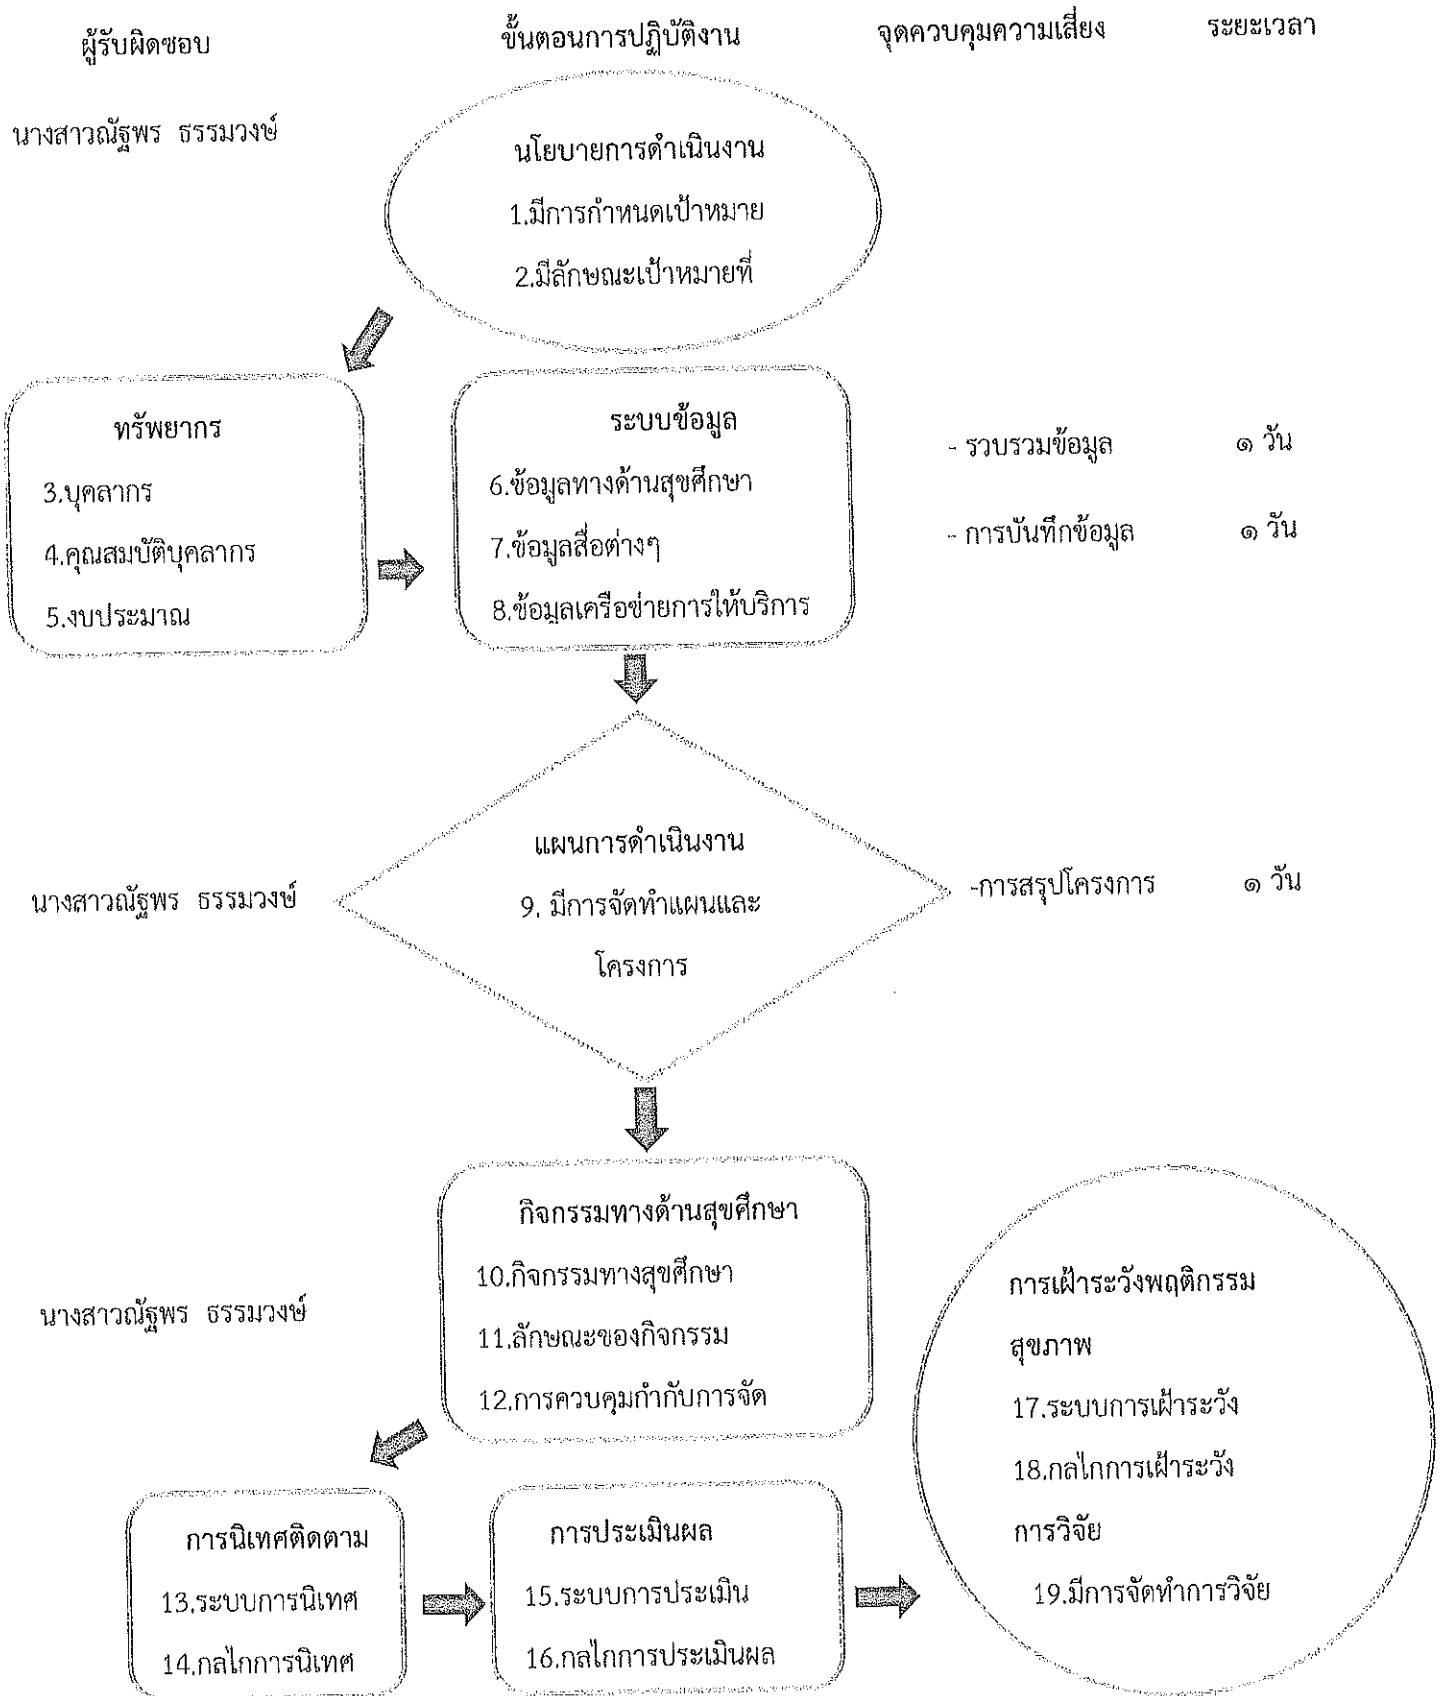 ผู้รับผิดชอบ ขั้นตอนการปฏิบัติงาน จุดควบคุมความเสี่ยง ระยะเวลา
นางสาวณัฐพร ธรรมวงษ์
นโยบายการดำเนินงาน
1.มีการกำหนดเป้าหมาย
2.มีลักษณะเป้าหมายที่
ทรัพยากร
3.บุคลากร
4.คุณสมบัติบุคลากร
5.งบประมาณ
ระบบข้อมูล
6.ข้อมูลทางด้านสุขศึกษา
7.ข้อมูลสื่อต่างๆ
8.ข้อมูลเครือข่ายการให้บริการ
- รวบรวมข้อมูล ๑ วัน
- การบันทึกข้อมูล ๑ วัน
นางสาวณัฐพร ธรรมวงษ์
แผนการดำเนินงาน
9. มีการจัดทำแผนและ
โครงการ
-การสรุปโครงการ ๑ วัน
นางสาวณัฐพร ธรรมวงษ์
กิจกรรมทางด้านสุขศึกษา
10.กิจกรรมทางสุขศึกษา
11.ลักษณะของกิจกรรม
12.การควบคุมกำกับการจัด
การนิเทศติดตาม
13.ระบบการนิเทศ
14.กลไกการนิเทศ
การประเมินผล
15.ระบบการประเมิน
16.กลไกการประเมินผล
การเฝ้าระวังพฤติกรรม
สุขภาพ
17.ระบบการเฝ้าระวัง
18.กลไกการเฝ้าระวัง
การวิจัย
19.มีการจัดทำการวิจัย